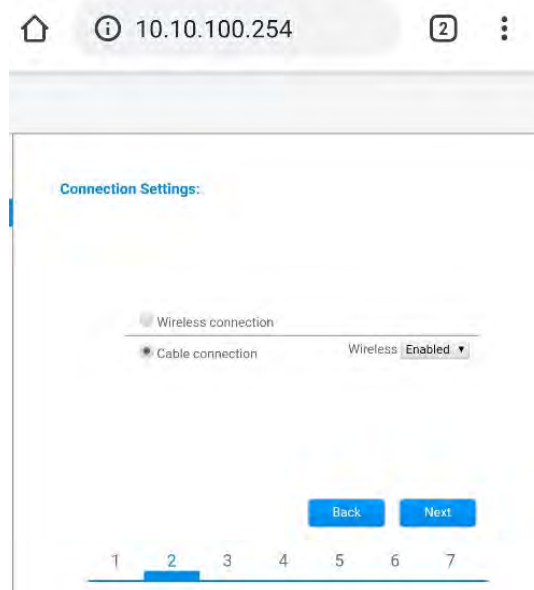 10.10.100.254 2
Connection Settings:
Wireless connection
Cable connection Wireless Enabled
Back Next
1 2 3 4 5 6 7